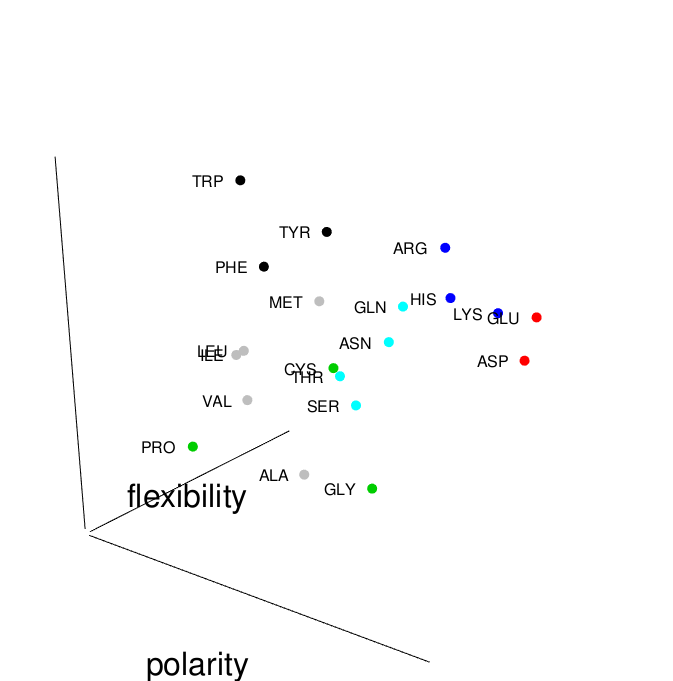 TRP
TYR
ARG
PHE
MET
HIS
GLN
LYS
GLU
ASN
LEU
ILE
ASP
CYS
THR
VAL
SER
PRO
ALA
GLY
flexibility
polarity